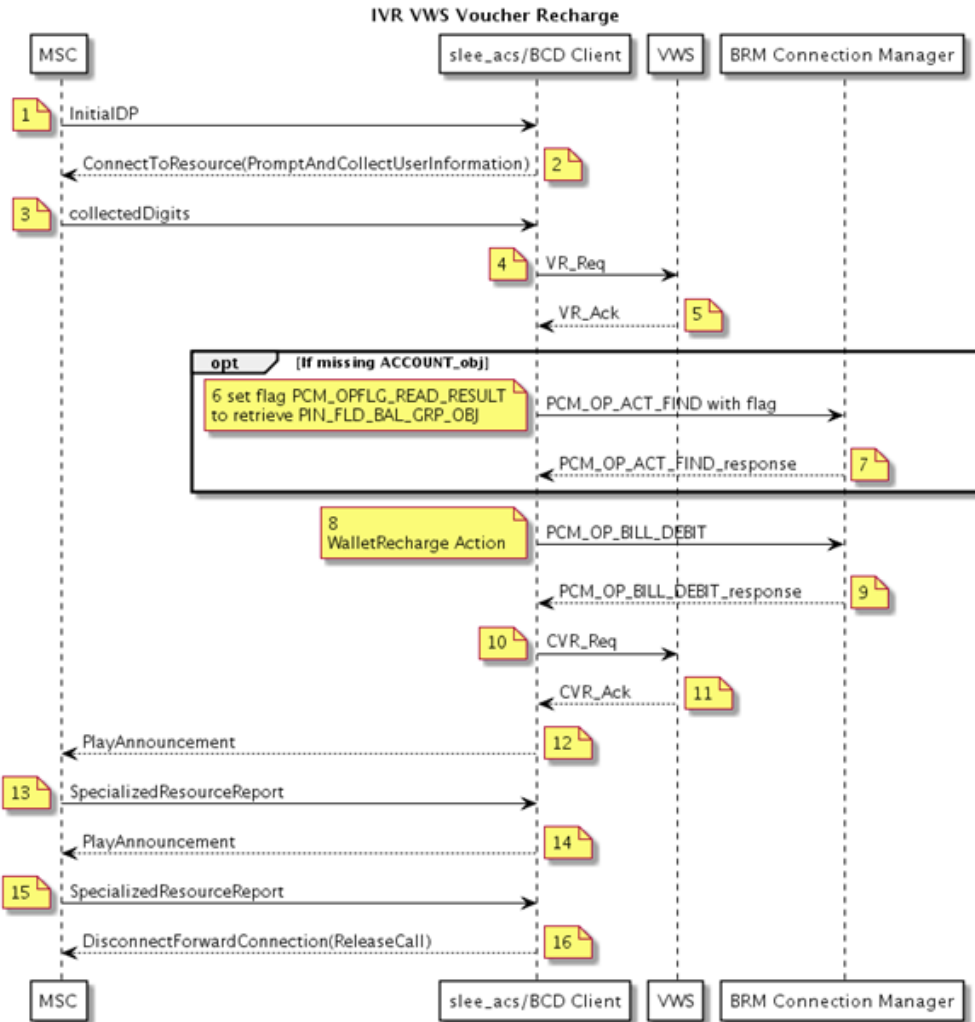 IVR VWS Voucher Recharge
MSC
slee_acs/BCD Client
VWS
BRM Connection Manager
1
InitialDP
ConnectToResource(PromptAndCollectUserInformation)
2
3
collectedDigits
4
VR_Req
VR_Ack
5
opt
[If missing ACCOUNT_obj]
6 set flag PCM_OPFLG_READ_RESULT
to retrieve PIN_FLD_BAL_GRP_OBJ
PCM_OP_ACT_FIND with flag
PCM_OP_ACT_FIND_response
7
8
WalletRecharge Action
PCM_OP_BILL_DEBIT
PCM_OP_BILL_DEBIT_response
9
10
CVR_Req
CVR_Ack
11
PlayAnnouncement
12
13
SpecializedResourceReport
PlayAnnouncement
14
15
SpecializedResourceReport
DisconnectForwardConnection(ReleaseCall)
16
MSC
slee_acs/BCD Client
VWS
BRM Connection Manager